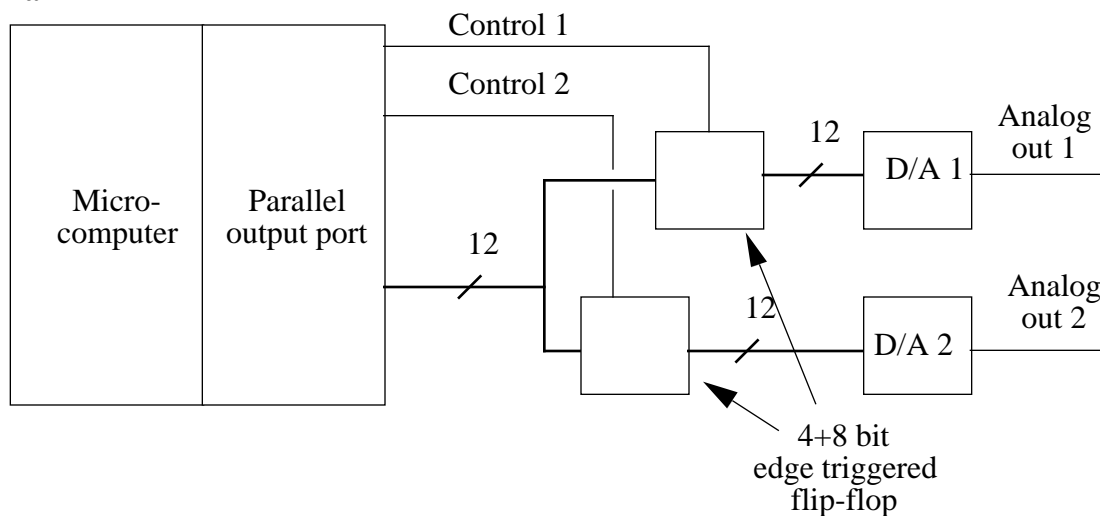 Control 1
Control 2
Micro-
computer
Parallel
output port
12
12
D/A 1
Analog
out 1
12
D/A 2
Analog
out 2
4+8 bit
edge triggered
flip-flop